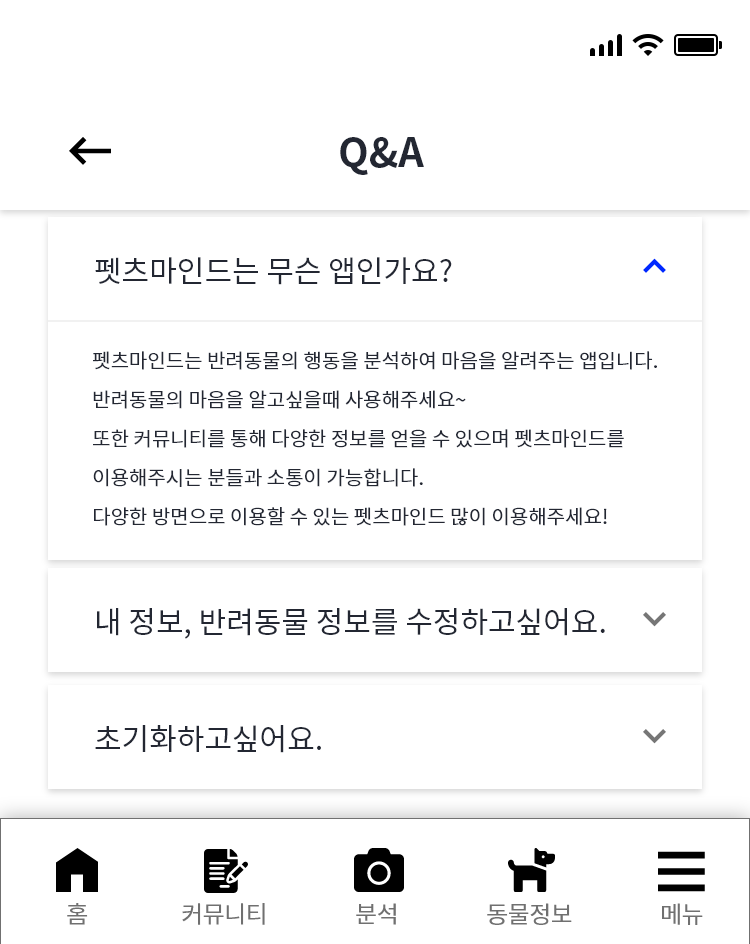 Q&A
펫츠마인드는 무슨 앱인가요?
펫츠마인드는 반려동물의 행동을 분석하여 마음을 알려주는 앱입니다.
반려동물의 마음을 알고싶을때 사용해주세요~
또한 커뮤니티를 통해 다양한 정보를 얻을 수 있으며 펫츠마인드를
이용해주시는 분들과 소통이 가능합니다.
다양한 방면으로 이용할 수 있는 펫츠마인드 많이 이용해주세요!
내 정보, 반려동물 정보를 수정하고싶어요.
초기화하고싶어요.
홈 커뮤니티 분석 동물정보 메뉴